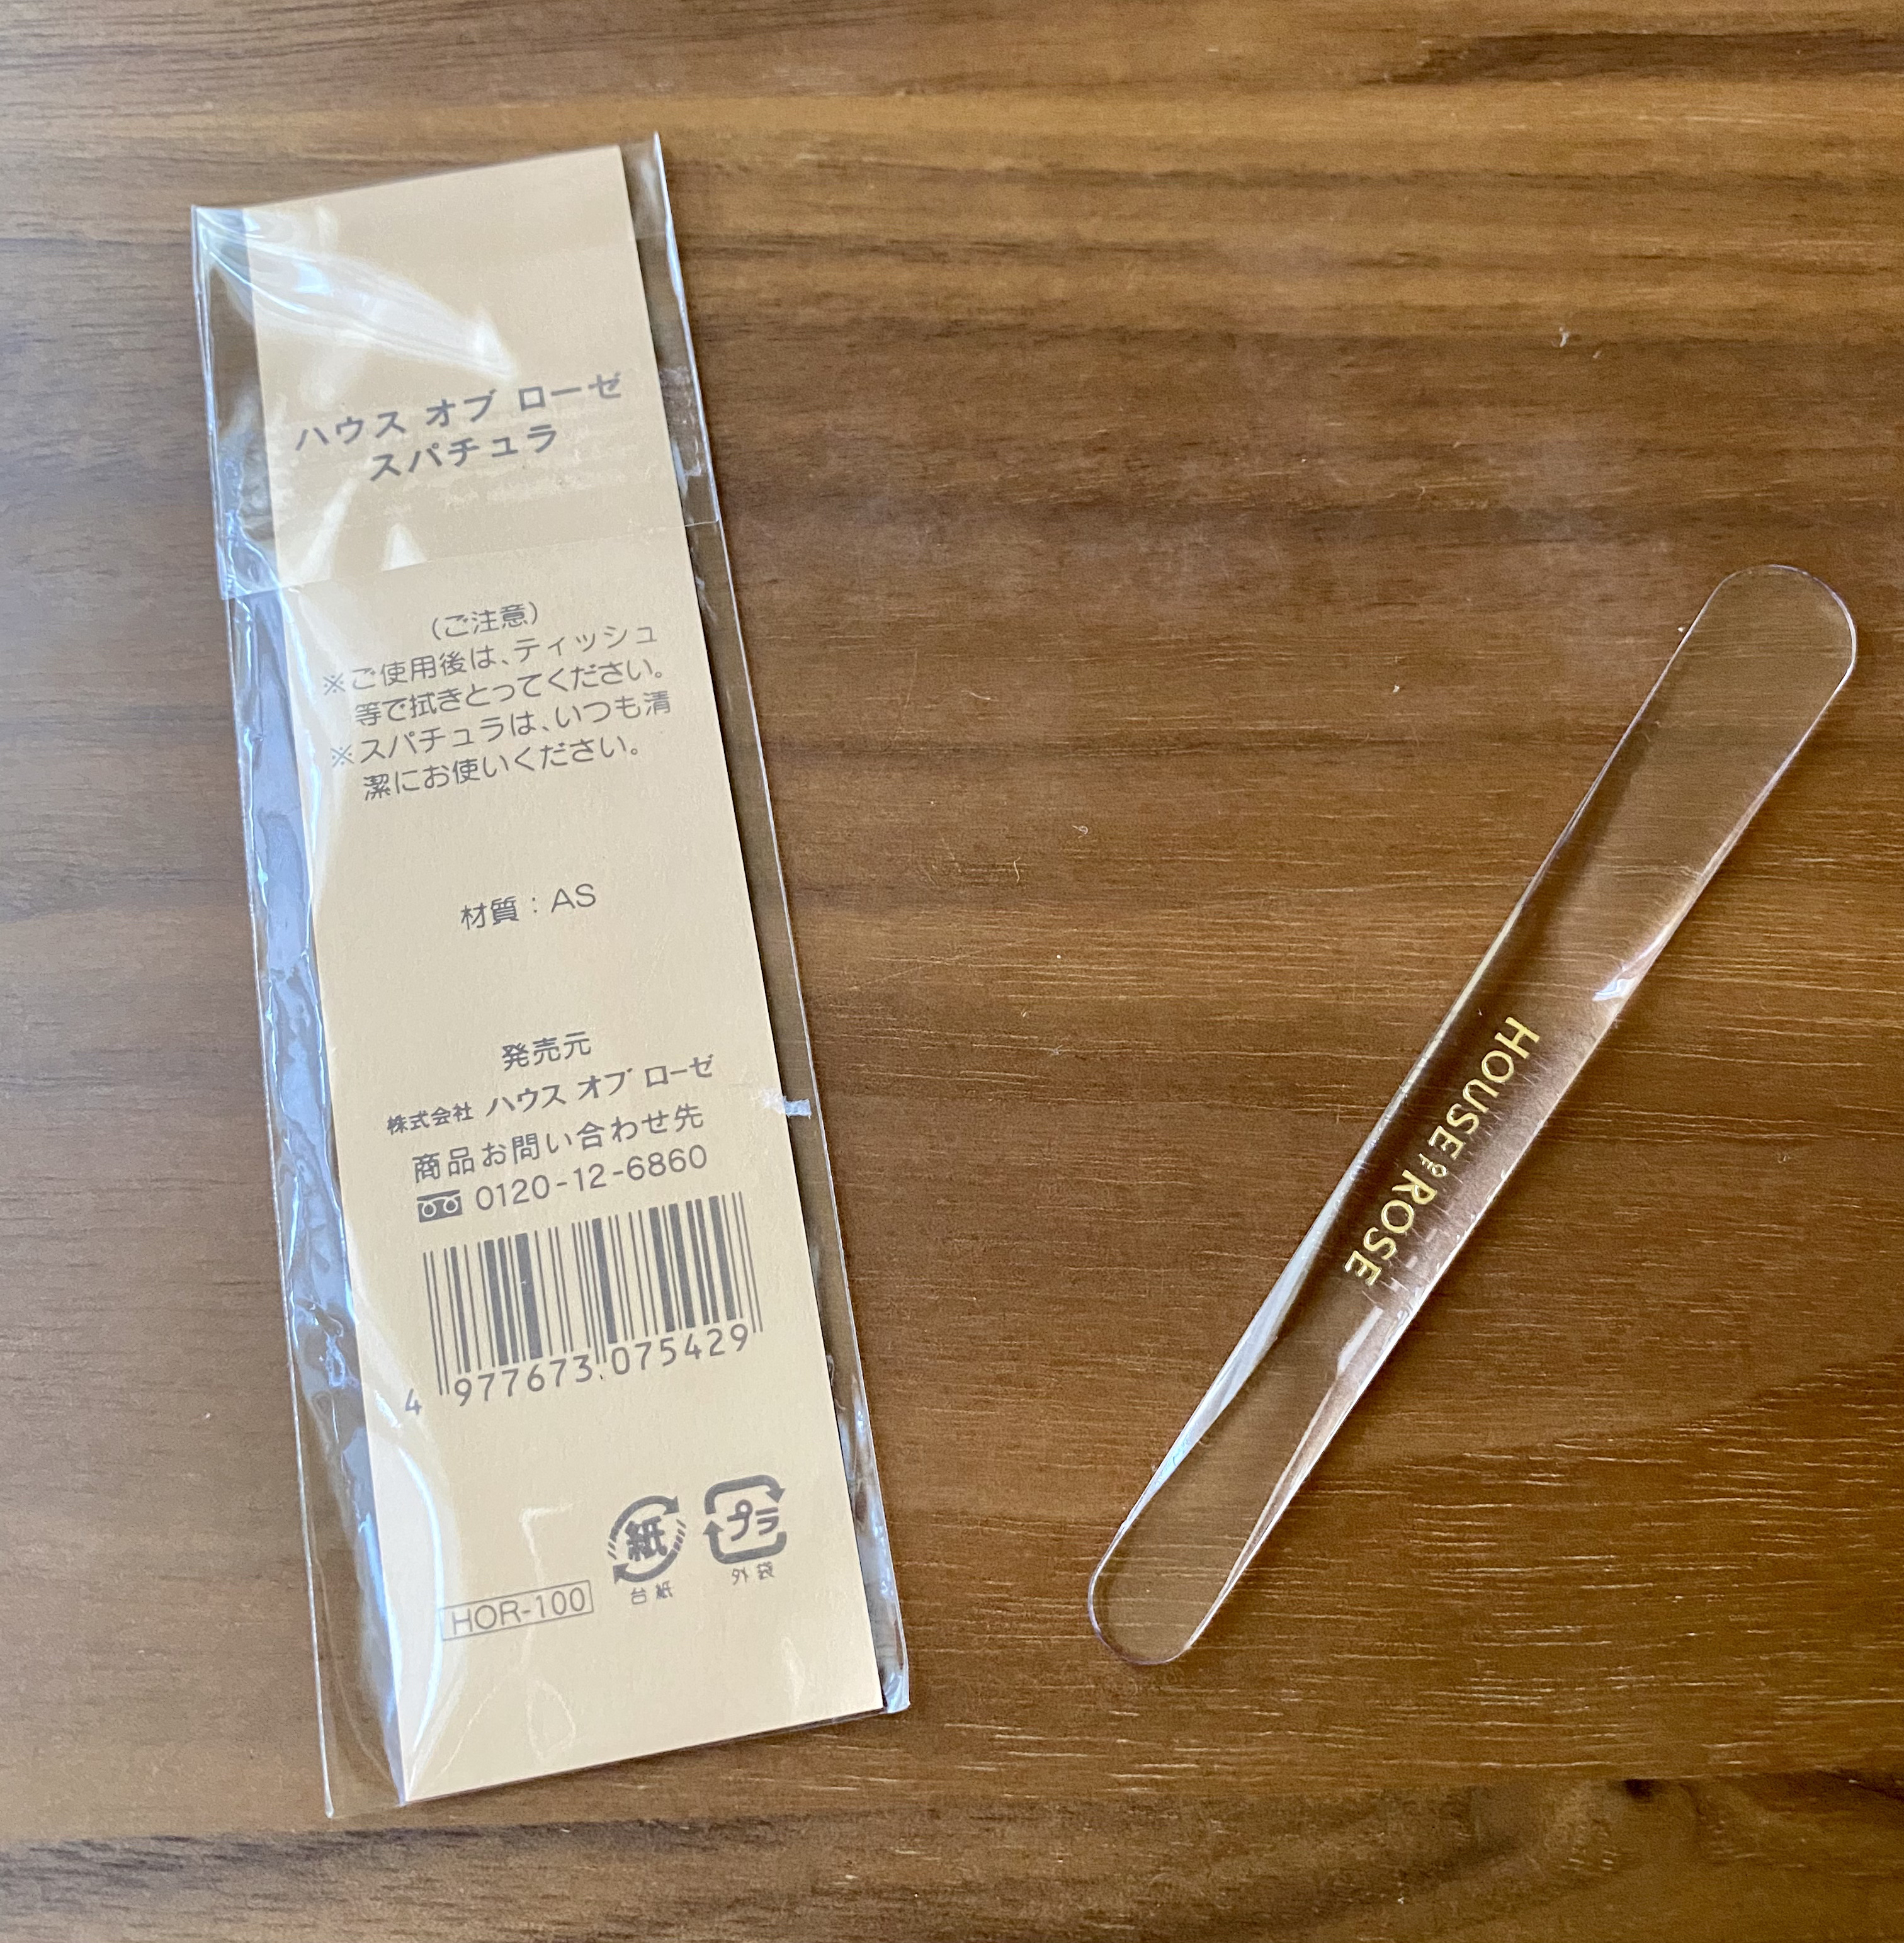 ハウス オブ ローゼ
スパチュラ
(ご注意)
※ご使用後は、ティッシュ
等で拭きとってください。
※スパチュラは、いつも清
潔にお使いください。
材質：AS
発売元
株式会社 ハウス オブ ローゼ
商品お問い合わせ先
0120-12-6860
4 977673 075429
紙
台紙
プラ
外袋
HOR-100
HOUSE OF ROSE